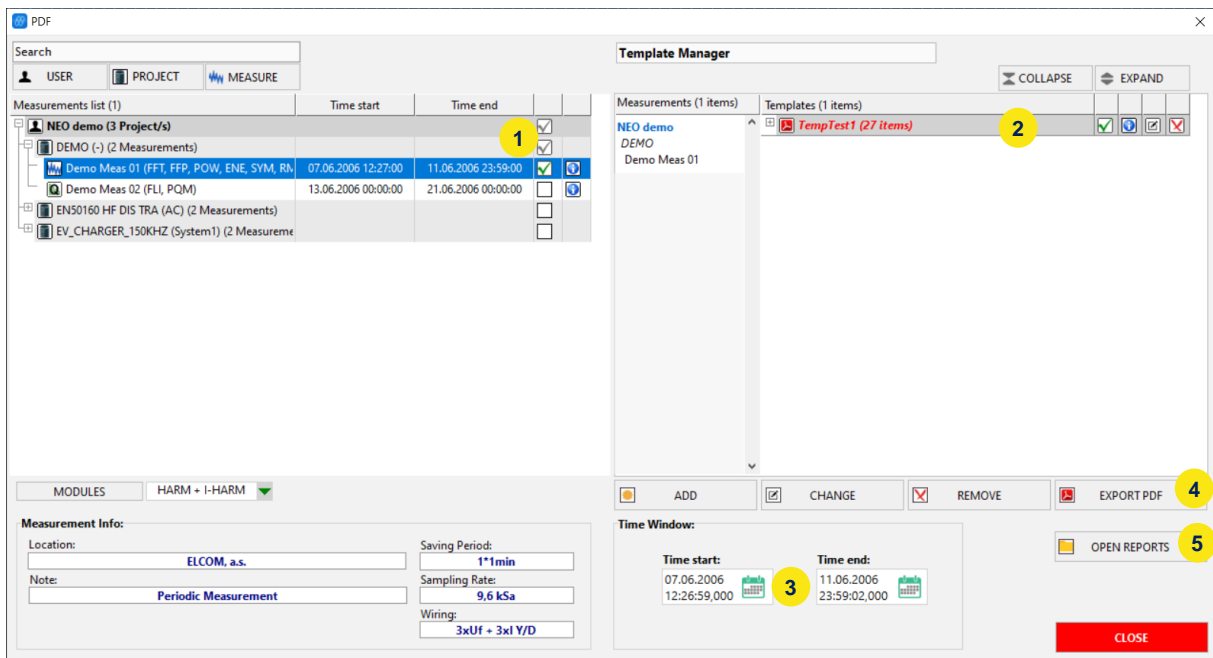 PDF
Search
USER PROJECT MEASURE
Measurements list (1) Time start Time end
NEO demo (3 Project/s) 1
DEMO (-) (2 Measurements)
Demo Meas 01 (FFT, FFP, POW, ENE, SYM, RM 07.06.2006 12:27:00 11.06.2006 23:59:00
Demo Meas 02 (FLI, PQM) 13.06.2006 00:00:00 21.06.2006 00:00:00
EN50160 HF DIS TRA (AC) (2 Measurements)
EV_CHARGER_150KHZ (System1) (2 Measureme
Template Manager
COLLAPSE EXPAND
Measurements (1 items) Templates (1 items)
NEO demo
DEMO
Demo Meas 01
TempTest1 (27 items) 2
MODULES HARM + I-HARM
ADD CHANGE REMOVE EXPORT PDF 4
Measurement Info:
Location:
ELCOM, a.s.
Note:
Periodic Measurement
Saving Period:
1*1min
Sampling Rate:
9,6 kSa
Wiring:
3xUf + 3xI Y/D
Time Window:
Time start: Time end:
07.06.2006 11.06.2006
12:26:59,000 3 23:59:02,000
OPEN REPORTS 5
CLOSE